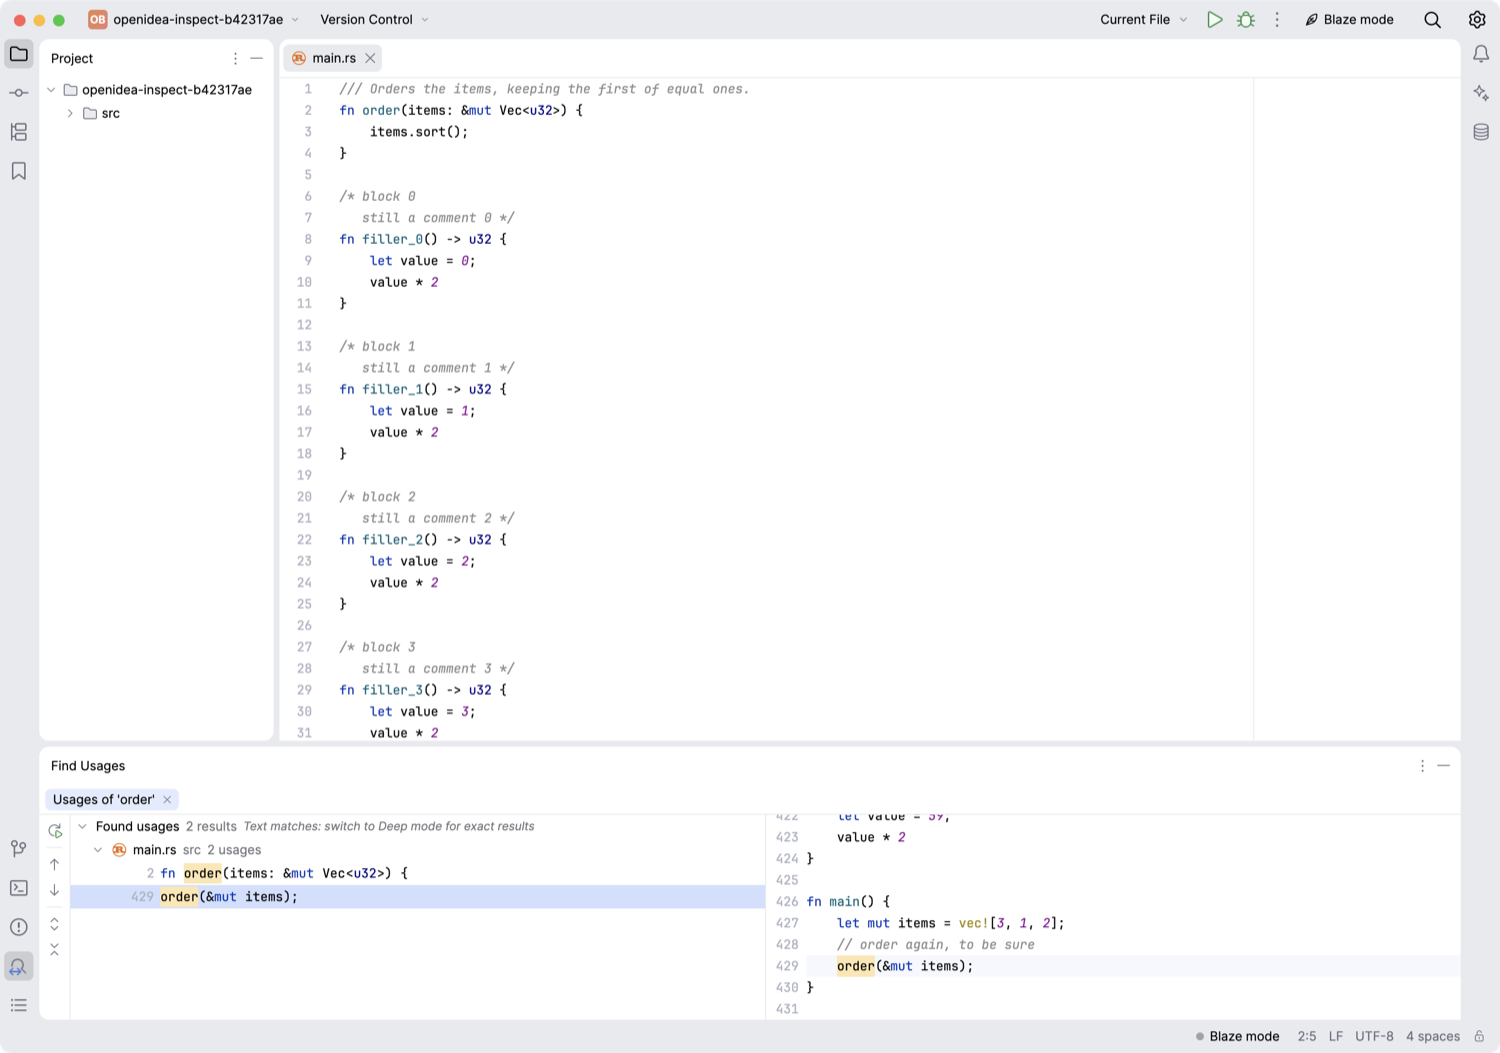 OB openidea-inspect-b42317ae Version Control Current File Blaze mode
Project
openidea-inspect-b42317ae
src
main.rs
1 /// Orders the items, keeping the first of equal ones.
2 fn order(items: &mut Vec<u32>) {
3 items.sort();
4 }
5
6 /* block 0
7 still a comment 0 */
8 fn filler_0() -> u32 {
9 let value = 0;
10 value * 2
11 }
12
13 /* block 1
14 still a comment 1 */
15 fn filler_1() -> u32 {
16 let value = 1;
17 value * 2
18 }
19
20 /* block 2
21 still a comment 2 */
22 fn filler_2() -> u32 {
23 let value = 2;
24 value * 2
25 }
26
27 /* block 3
28 still a comment 3 */
29 fn filler_3() -> u32 {
30 let value = 3;
31 value * 2
Find Usages
Usages of 'order'
Found usages 2 results Text matches: switch to Deep mode for exact results
main.rs src 2 usages
2 fn order(items: &mut Vec<u32>) {
429 order(&mut items);
422 let value = 59;
423 value * 2
424 }
425
426 fn main() {
427 let mut items = vec![3, 1, 2];
428 // order again, to be sure
429 order(&mut items);
430 }
431
Blaze mode 2:5 LF UTF-8 4 spaces